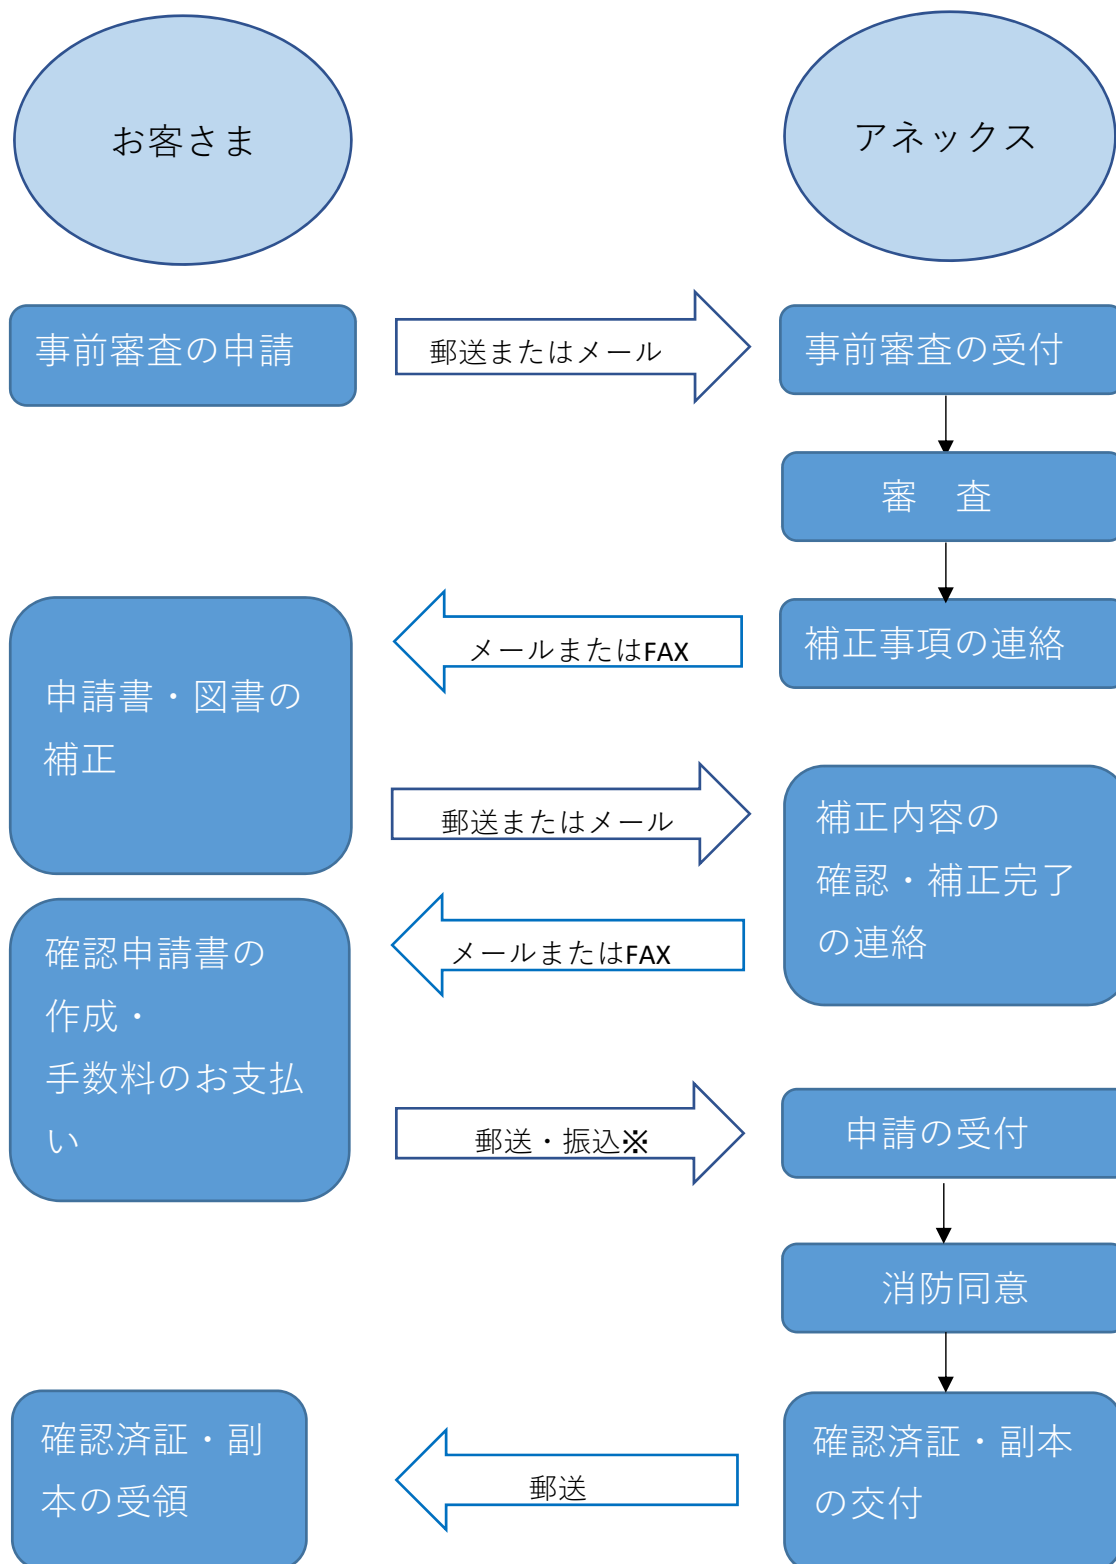 お客さま
アネックス
事前審査の申請
郵送またはメール
事前審査の受付
審　査
メールまたはFAX
補正事項の連絡
申請書・図書の
補正
郵送またはメール
補正内容の
確認・補正完了
の連絡
メールまたはFAX
確認申請書の
作成・
手数料のお支払
い
郵送・振込※
申請の受付
消防同意
確認済証・副本
の交付
郵送
確認済証・副
本の受領